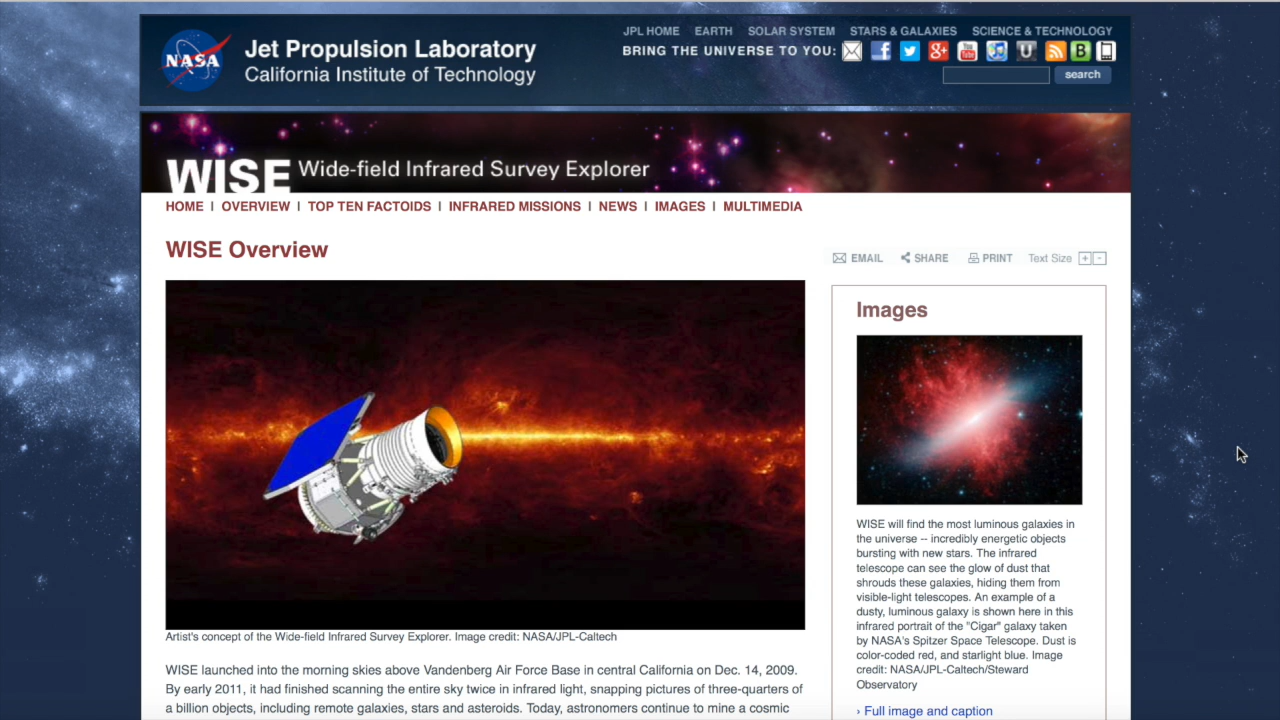 NASA
Jet Propulsion Laboratory
California Institute of Technology
JPL HOME EARTH SOLAR SYSTEM STARS & GALAXIES SCIENCE & TECHNOLOGY
BRING THE UNIVERSE TO YOU:
search
WISE Wide-field Infrared Survey Explorer
HOME | OVERVIEW | TOP TEN FACTOIDS | INFRARED MISSIONS | NEWS | IMAGES | MULTIMEDIA
WISE Overview
EMAIL SHARE PRINT Text Size + -
Artist's concept of the Wide-field Infrared Survey Explorer. Image credit: NASA/JPL-Caltech
WISE launched into the morning skies above Vandenberg Air Force Base in central California on Dec. 14, 2009.
By early 2011, it had finished scanning the entire sky twice in infrared light, snapping pictures of three-quarters of
a billion objects, including remote galaxies, stars and asteroids. Today, astronomers continue to mine a cosmic
Images
WISE will find the most luminous galaxies in
the universe -- incredibly energetic objects
bursting with new stars. The infrared
telescope can see the glow of dust that
shrouds these galaxies, hiding them from
visible-light telescopes. An example of a
dusty, luminous galaxy is shown here in this
infrared portrait of the "Cigar" galaxy taken
by NASA's Spitzer Space Telescope. Dust is
color-coded red, and starlight blue. Image
credit: NASA/JPL-Caltech/Steward
Observatory
› Full image and caption